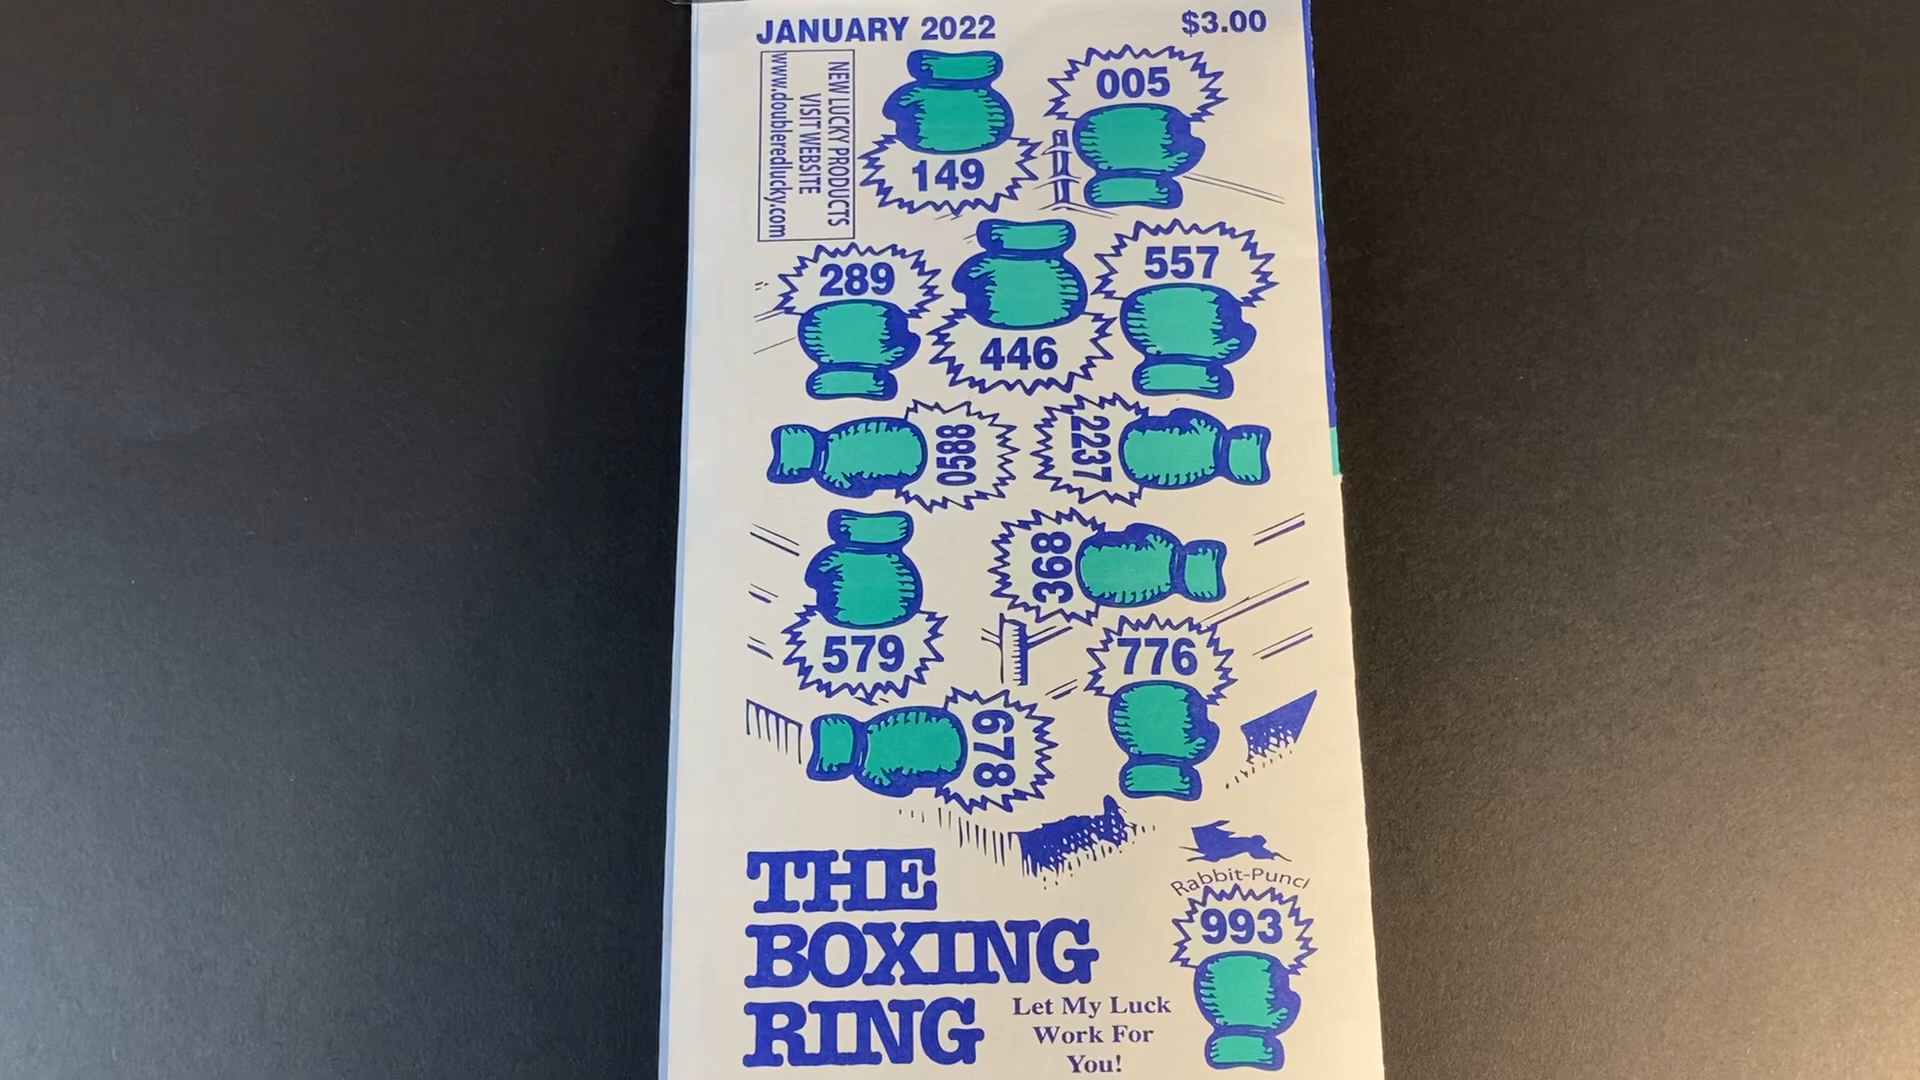 JANUARY 2022
$3.00
NEW LUCKY PRODUCTS
VISIT WEBSITE
www.doubleredlucky.com
149
005
289
446
557
0588
2237
579
368
776
678
THE
BOXING
RING
Let My Luck
Work For
You!
Rabbit-Punc
993